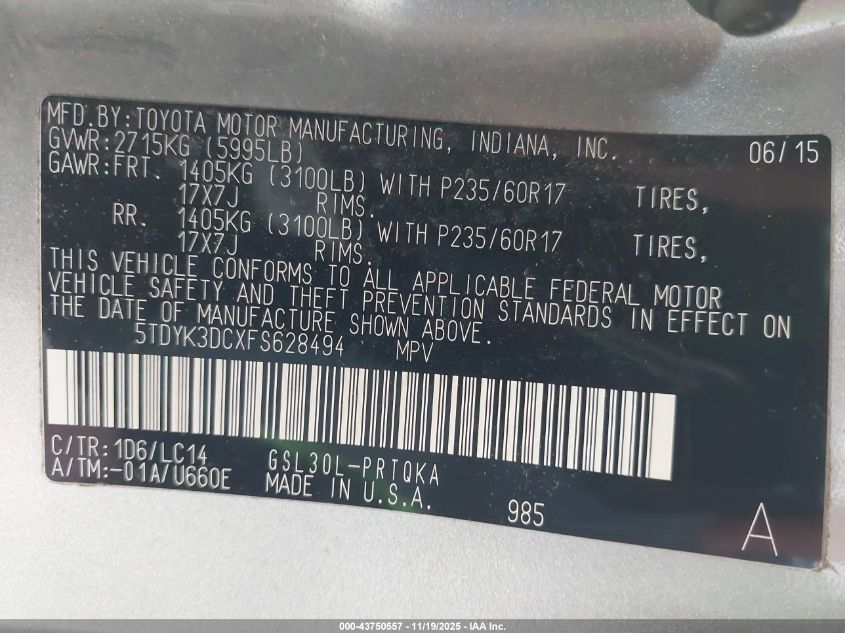 MFD.BY:TOYOTA MOTOR MANUFACTURING, INDIANA, INC. 06/15
GVWR:2715KG (5995LB)
GAWR:FRT. 1405KG (3100LB) WITH P235/60R17 TIRES,
17X7J RIMS.
RR. 1405KG (3100LB) WITH P235/60R17 TIRES,
17X7J RIMS.
THIS VEHICLE CONFORMS TO ALL APPLICABLE FEDERAL MOTOR
VEHICLE SAFETY AND THEFT PREVENTION STANDARDS IN EFFECT ON
THE DATE OF MANUFACTURE SHOWN ABOVE.
5TDYK3DCXFS628494 MPV
C/TR:1D6/LC14 GSL30L-PRTQKA
A/TM:-01A/U660E MADE IN U.S.A.
985 A
000-43750557 - 11/19/2025 - IAA Inc.